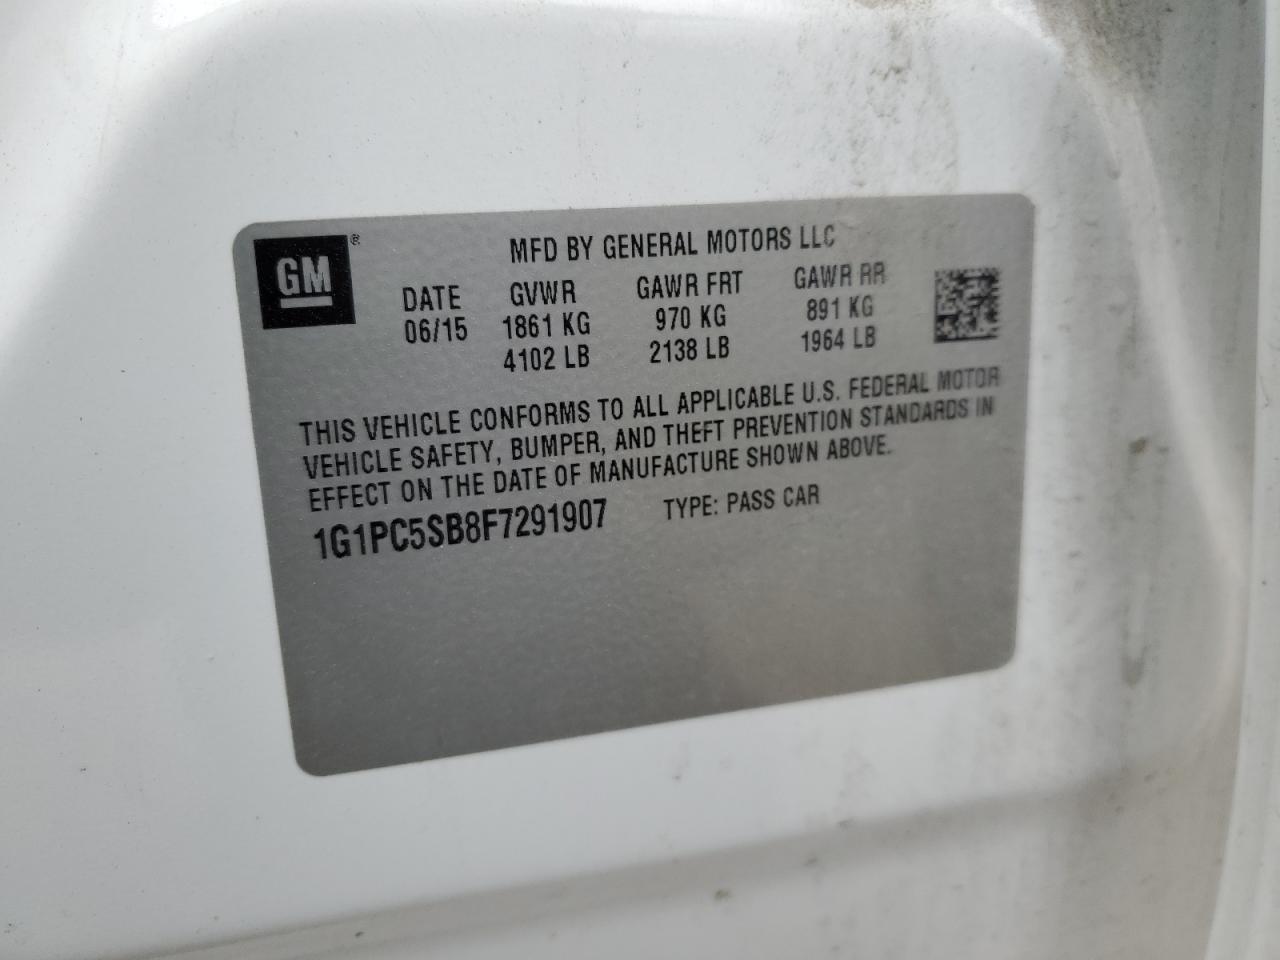 GM®
MFD BY GENERAL MOTORS LLC
DATE GVWR GAWR FRT GAWR RR
06/15 1861 KG 970 KG 891 KG
4102 LB 2138 LB 1964 LB
THIS VEHICLE CONFORMS TO ALL APPLICABLE U.S. FEDERAL MOTOR
VEHICLE SAFETY, BUMPER, AND THEFT PREVENTION STANDARDS IN
EFFECT ON THE DATE OF MANUFACTURE SHOWN ABOVE.
1G1PC5SB8F7291907 TYPE: PASS CAR